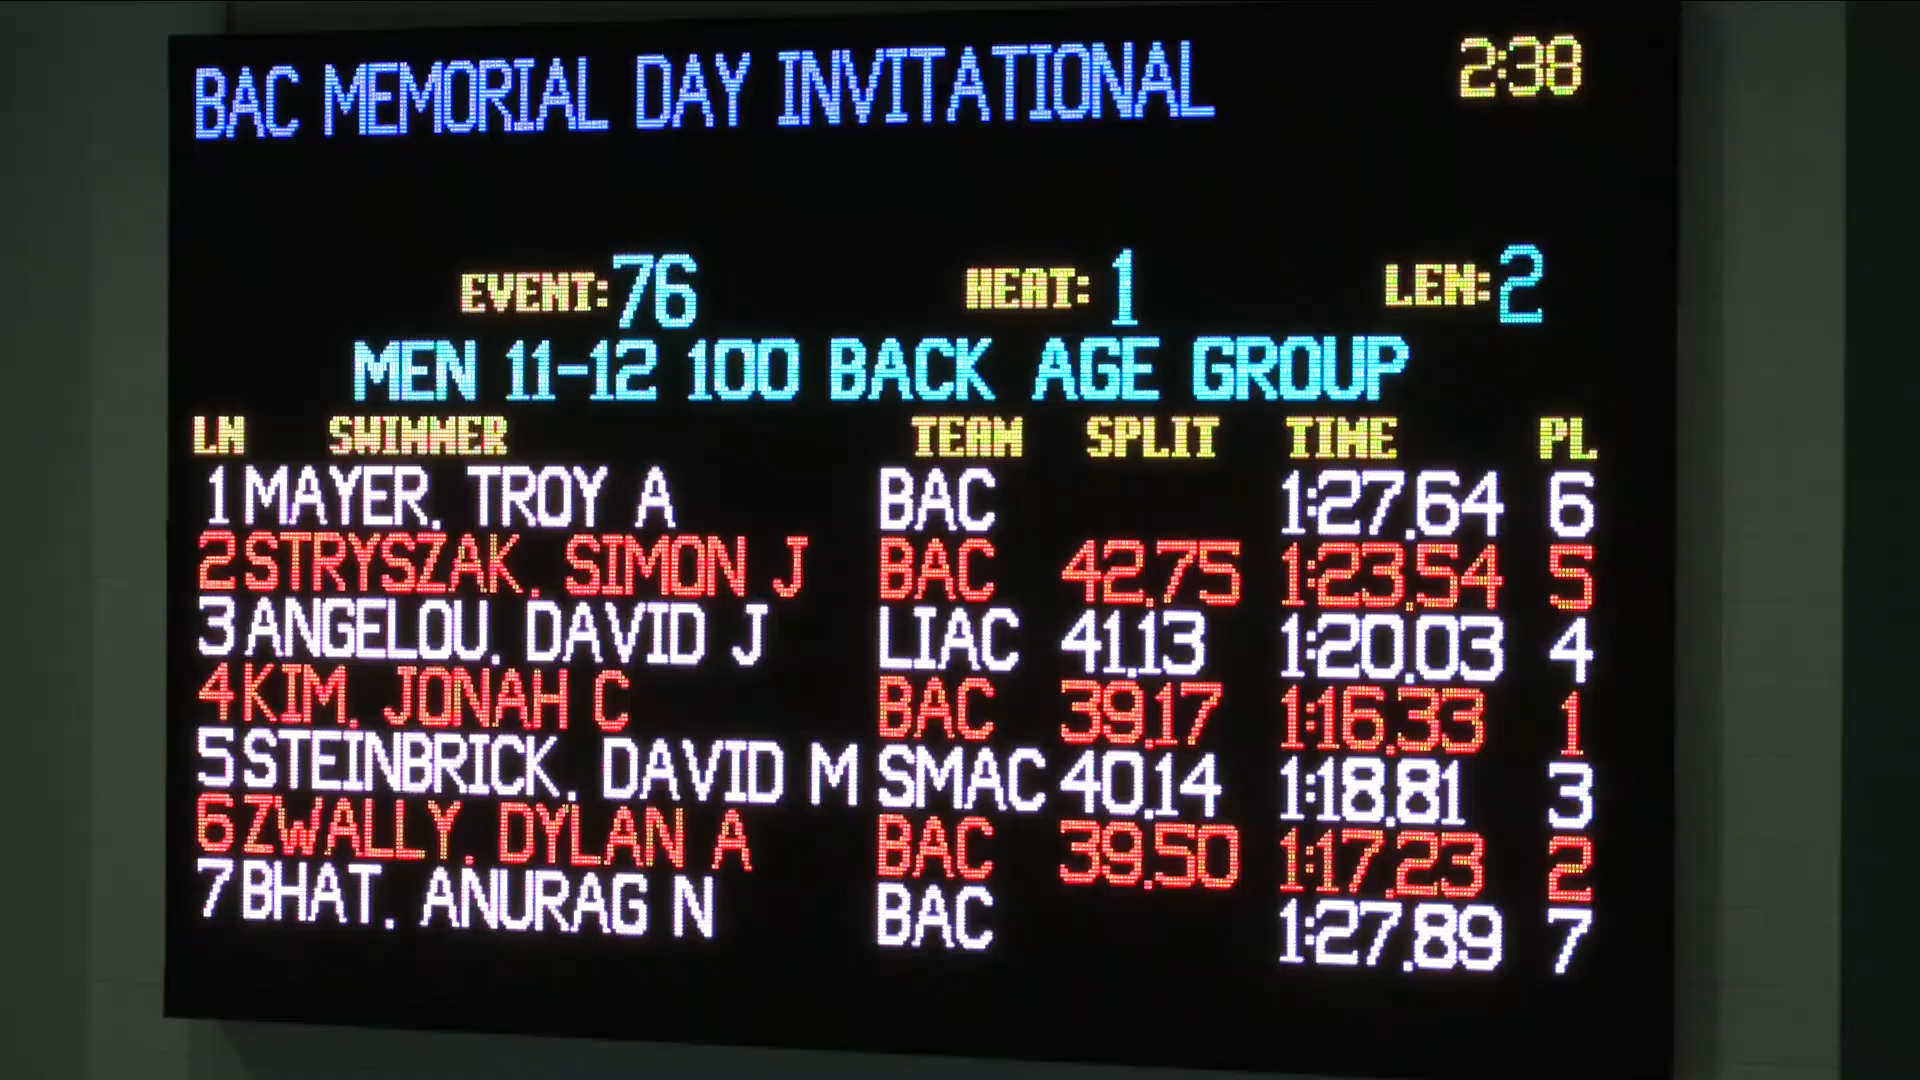 BAC MEMORIAL DAY INVITATIONAL 2:38
EVENT: 76 HEAT: 1 LEN: 2
MEN 11-12 100 BACK AGE GROUP
LN SWIMMER TEAM SPLIT TIME PL
1 MAYER, TROY A BAC 1:27.64 6
2 STRYSZAK, SIMON J BAC 42.75 1:23.54 5
3 ANGELOU, DAVID J LIAC 41.13 1:20.03 4
4 KIM, JONAH C BAC 39.17 1:16.33 1
5 STEINBRICK, DAVID M SMAC 40.14 1:18.81 3
6 ZWALLY, DYLAN A BAC 39.50 1:17.23 2
7 BHAT, ANURAG N BAC 1:27.89 7